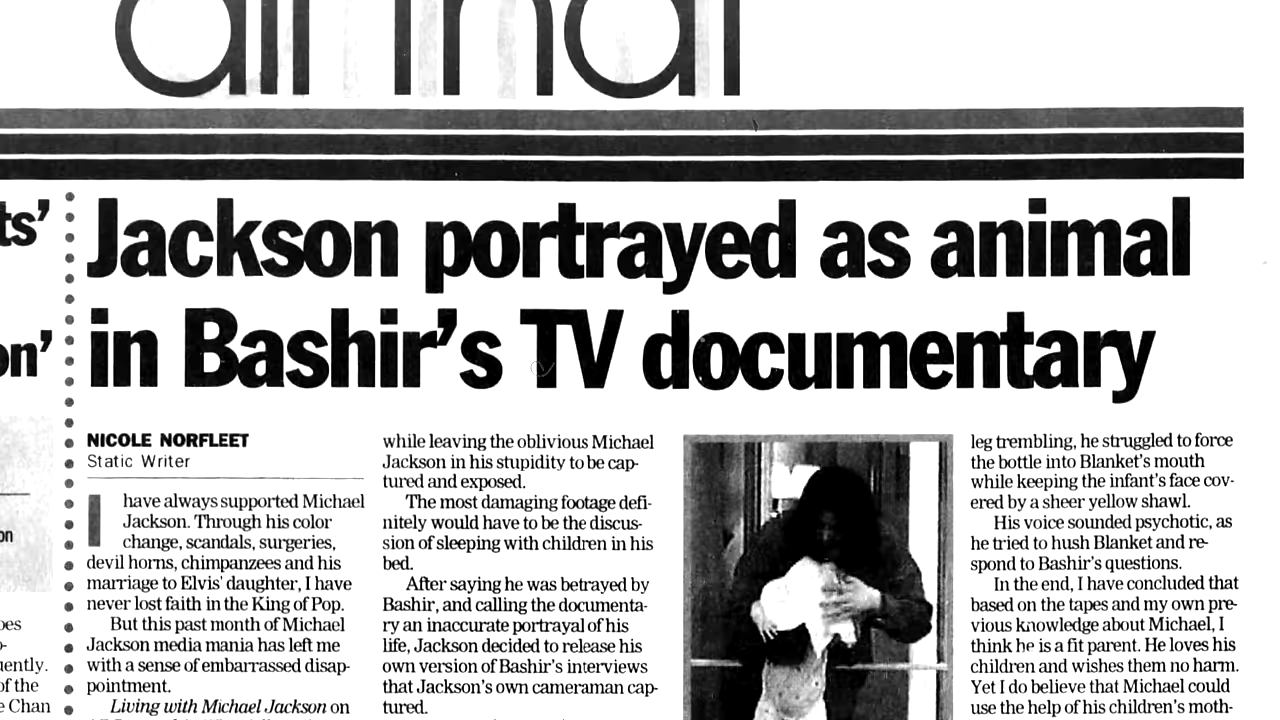 Jackson portrayed as animal
in Bashir's TV documentary
NICOLE NORFLEET
Static Writer
I have always supported Michael
Jackson. Through his color
change, scandals, surgeries,
devil horns, chimpanzees and his
marriage to Elvis' daughter, I have
never lost faith in the King of Pop.
But this past month of Michael
Jackson media mania has left me
with a sense of embarrassed disap-
pointment.
Living with Michael Jackson on
while leaving the oblivious Michael
Jackson in his stupidity to be cap-
tured and exposed.
The most damaging footage defi-
nitely would have to be the discus-
sion of sleeping with children in his
bed.
After saying he was betrayed by
Bashir, and calling the documenta-
ry an inaccurate portrayal of his
life, Jackson decided to release his
own version of Bashir's interviews
that Jackson's own cameraman cap-
tured.
leg trembling, he struggled to force
the bottle into Blanket's mouth
while keeping the infant's face cov-
ered by a sheer yellow shawl.
His voice sounded psychotic, as
he tried to hush Blanket and re-
spond to Bashir's questions.
In the end, I have concluded that
based on the tapes and my own pre-
vious knowledge about Michael, I
think he is a fit parent. He loves his
children and wishes them no harm.
Yet I do believe that Michael could
use the help of his children's moth-
ts'
on'
on
oes
o-
uently.
of the
e Chan